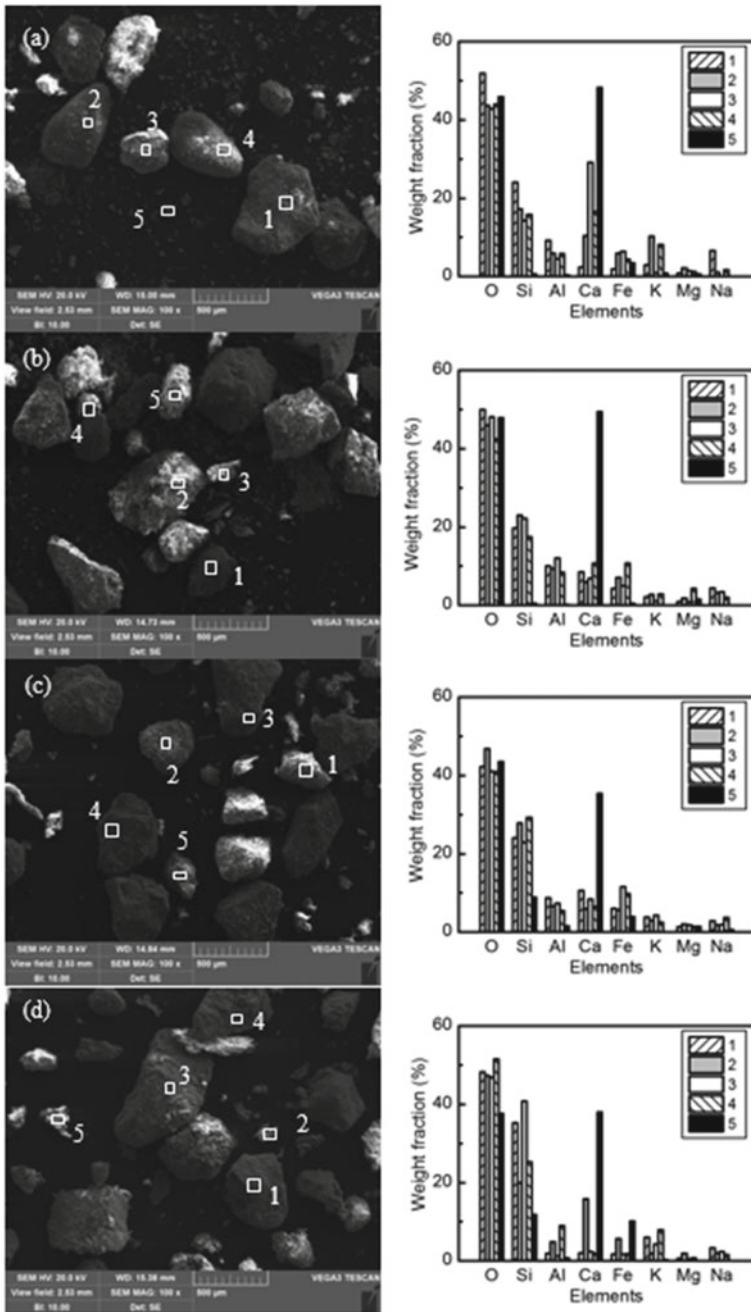 (a)
2
3
4
5
1
SEM HV: 20.0 kV WD: 15.00 mm VEGA3 TESCAN
View field: 2.53 mm SEM MAG: 100 x 500 µm
BI: 10.00 Det: SE
60
40
20
0
Weight fraction (%)
1
2
3
4
5
O Si Al Ca Fe K Mg Na
Elements
(b)
5
4
3
2
1
SEM HV: 20.0 kV WD: 14.73 mm VEGA3 TESCAN
View field: 2.53 mm SEM MAG: 100 x 500 µm
BI: 10.00 Det: SE
60
40
20
0
Weight fraction (%)
1
2
3
4
5
O Si Al Ca Fe K Mg Na
Elements
(c)
3
2
1
4
5
SEM HV: 20.0 kV WD: 14.84 mm VEGA3 TESCAN
View field: 2.53 mm SEM MAG: 100 x 500 µm
BI: 10.00 Det: SE
60
40
20
0
Weight fraction (%)
1
2
3
4
5
O Si Al Ca Fe K Mg Na
Elements
(d)
4
3
2
5
1
SEM HV: 20.0 kV WD: 15.38 mm VEGA3 TESCAN
View field: 2.53 mm SEM MAG: 100 x 500 µm
BI: 10.00 Det: SE
60
40
20
0
Weight fraction (%)
1
2
3
4
5
O Si Al Ca Fe K Mg Na
Elements